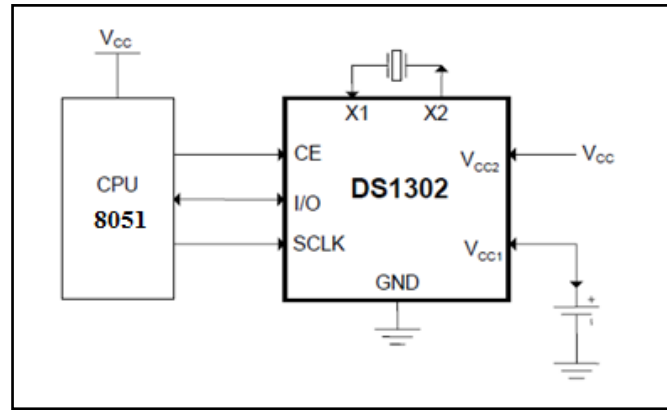 VCC
X1 X2
CE
VCC2 VCC
CPU
DS1302
8051
I/O
SCLK
VCC1
GND
+